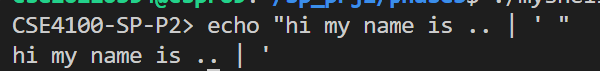 CSE4100-SP-P2> echo "hi my name is .. | ' "
hi my name is .. | '